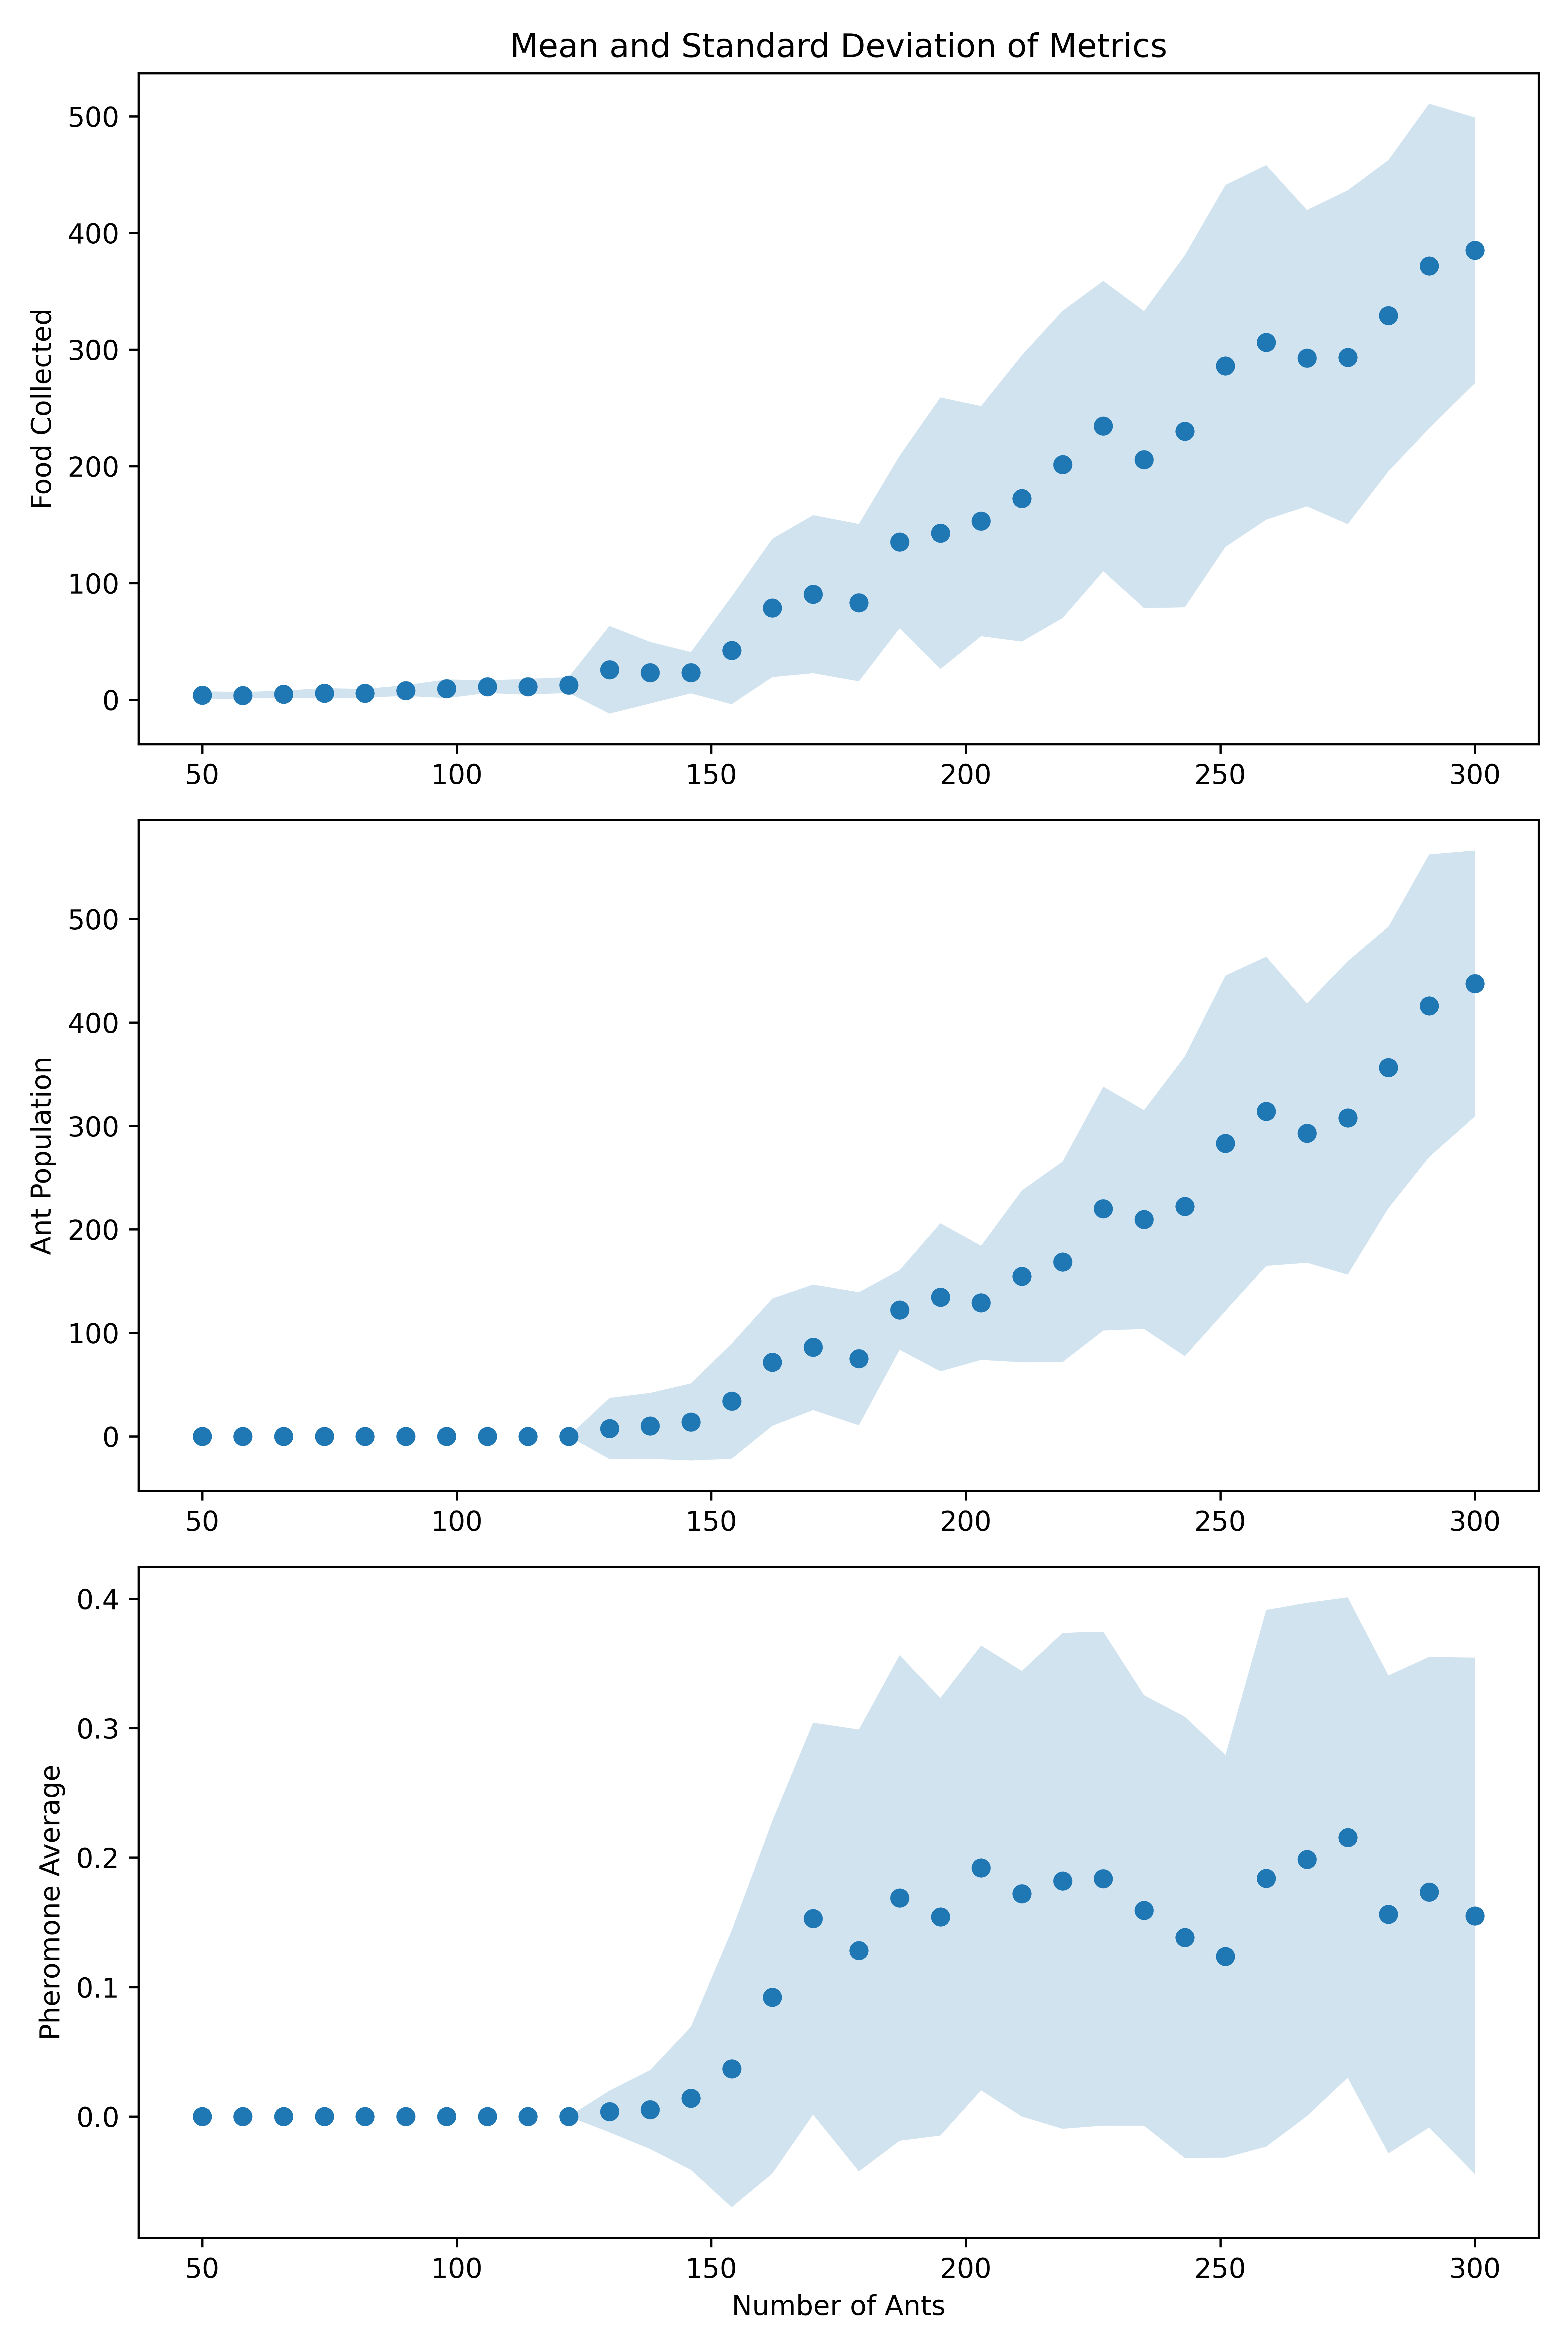 Mean and Standard Deviation of Metrics
500
400
300
200
100
0
Food Collected
50 100 150 200 250 300
500
400
300
200
100
0
Ant Population
50 100 150 200 250 300
0.4
0.3
0.2
0.1
0.0
Pheromone Average
50 100 150 200 250 300
Number of Ants